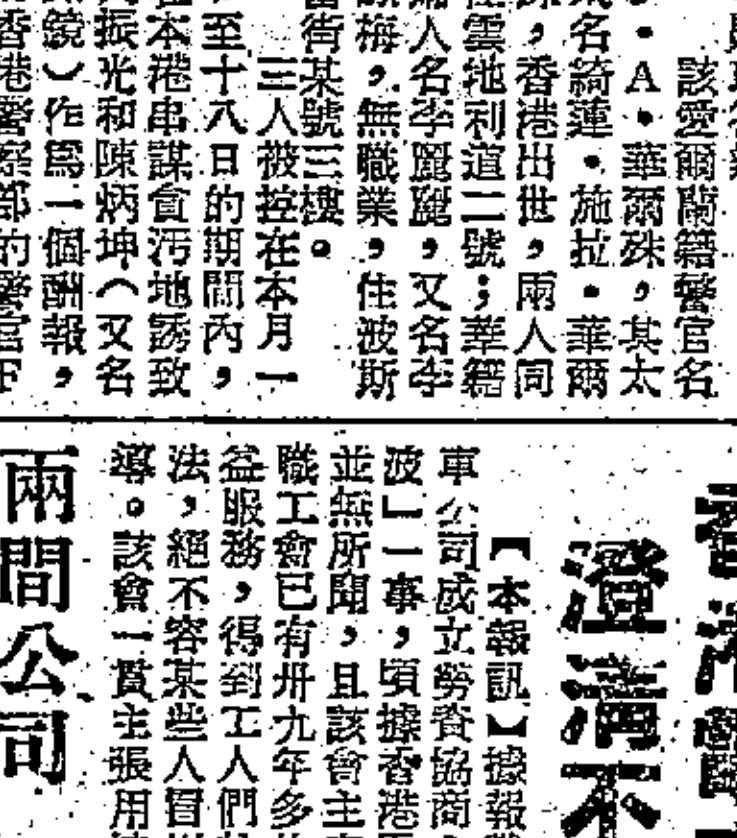 該愛爾蘭籍警官名
・A・華爾殊，其太
名綺蓮・施拉・華爾
，香港出世，兩人同
雲地利道二號；華籍
人名李麗麗，又名李
梅，無職業，住波斯
街某號三樓。
三人被控在本月一
至十八日的期間內，
本港串謀貪污地誘致
振光和陳炳坤（又名
鏡）作爲一個酬報，
香港警察部的警官
澄清不
【本報訊】據報
車公司成立勞資協商
波」一事，頃據香港
並無所聞，且該會主
職工會已有卅九年多
益服務，得到工人們
法，絕不容某些人冒
導。該會一貫主張用
兩間公司